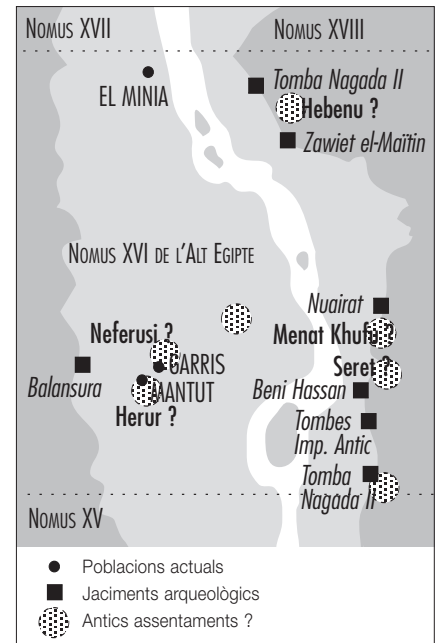 NOMUS XVII
NOMUS XVIII
EL MINIA
Tomba Nagada II
Hebenu ?
Zawiet el-Maïtin
NOMUS XVI DE L'ALT EGIPTE
Nuairat
Neferusi ?
Menat Khufu ?
GARRIS
Seret ?
Balansura
MANTUT
Beni Hassan
Herur ?
Tombes
Imp. Antic
Tomba
Nagada II
NOMUS XV
Poblacions actuals
Jaciments arqueològics
Antics assentaments ?